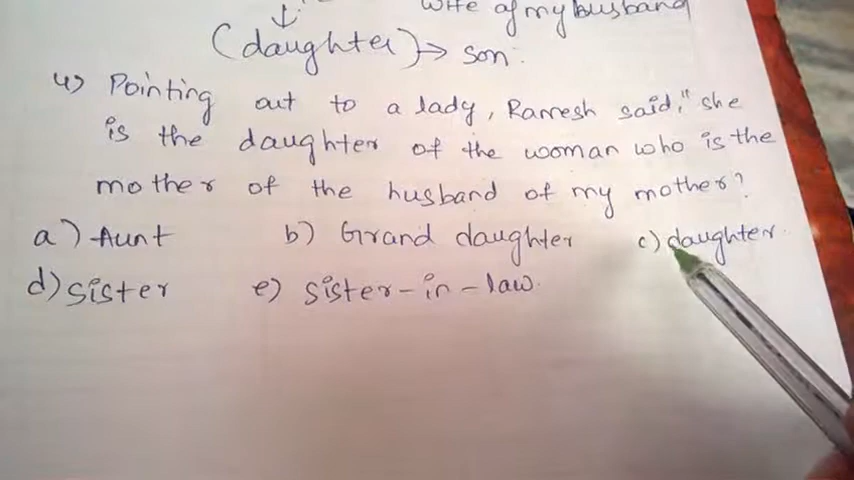 wife of my husband
(daughter) → son.
4) Pointing out to a lady, Ramesh said, "she
is the daughter of the woman who is the
mother of the husband of my mother?
a) Aunt b) Grand daughter c) daughter.
d) Sister e) Sister-in-law.